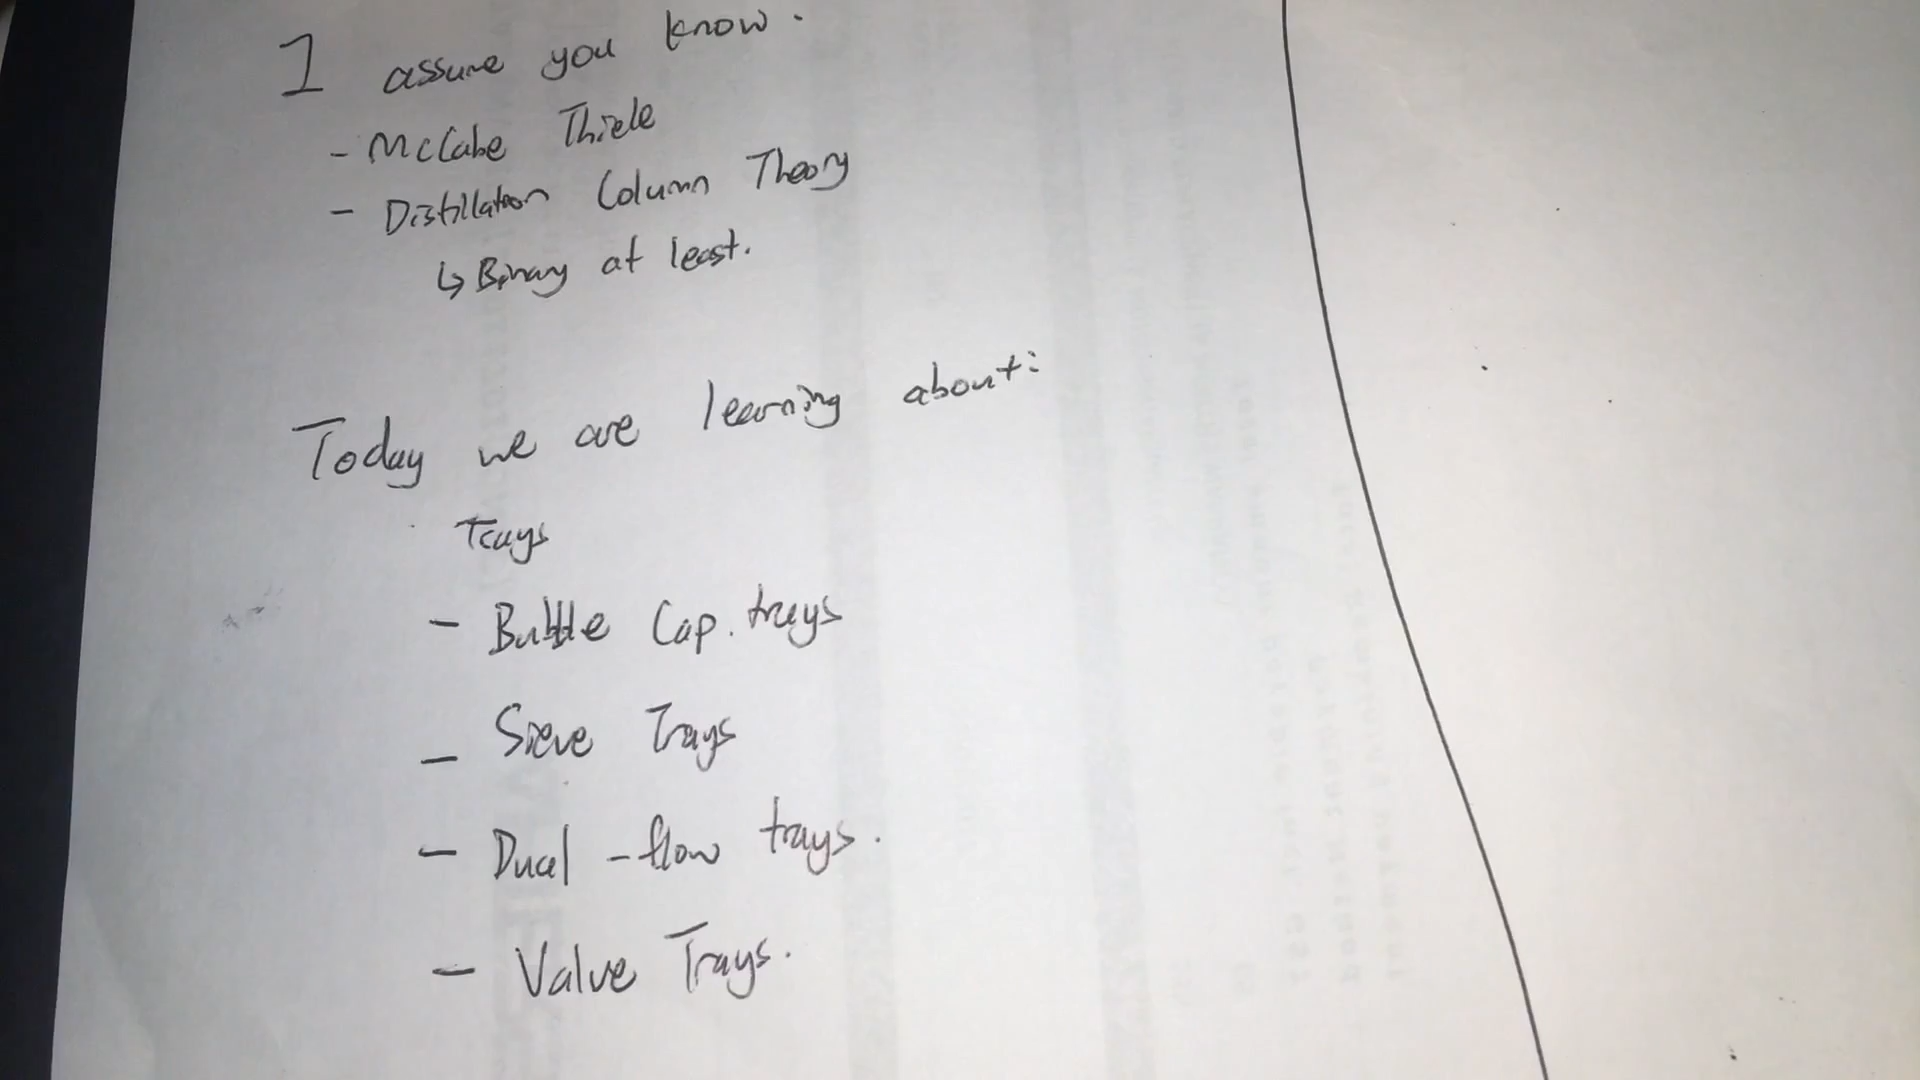 I assume you know.
- McCabe Thiele
- Distillation Column Theory
↳ Binary at least.
Today we are learning about:
Trays
- Bubble Cap. trays
- Sieve Trays
- Dual-flow trays.
- Valve Trays.